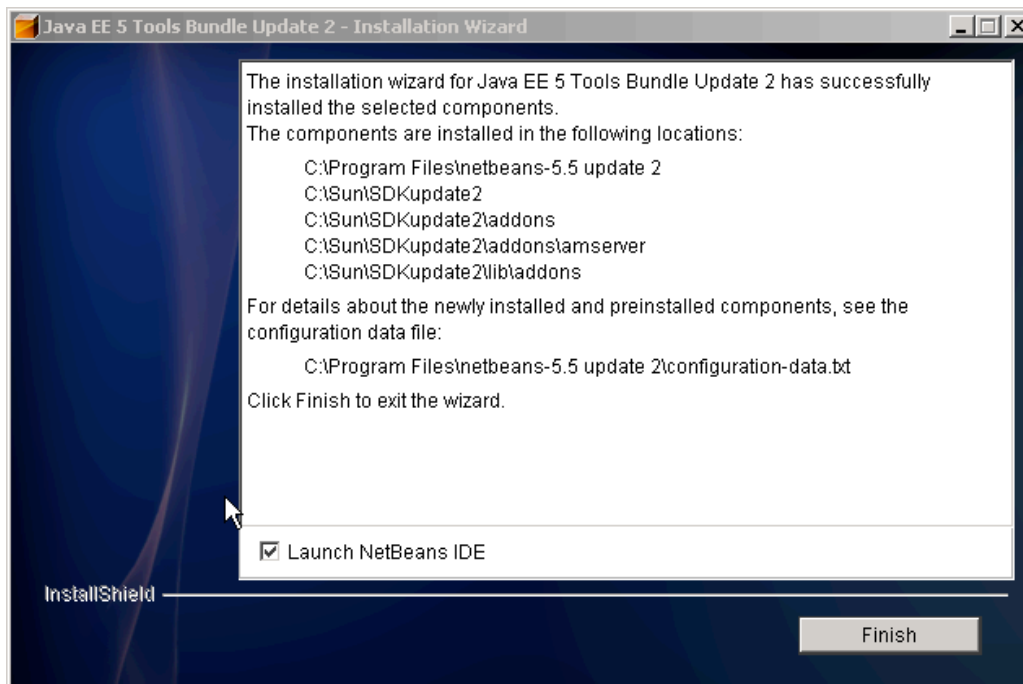 Java EE 5 Tools Bundle Update 2 - Installation Wizard
The installation wizard for Java EE 5 Tools Bundle Update 2 has successfully
installed the selected components.
The components are installed in the following locations:
C:\Program Files\netbeans-5.5 update 2
C:\Sun\SDKupdate2
C:\Sun\SDKupdate2\addons
C:\Sun\SDKupdate2\addons\amserver
C:\Sun\SDKupdate2\lib\addons
For details about the newly installed and preinstalled components, see the
configuration data file:
C:\Program Files\netbeans-5.5 update 2\configuration-data.txt
Click Finish to exit the wizard.
Launch NetBeans IDE
InstallShield
Finish